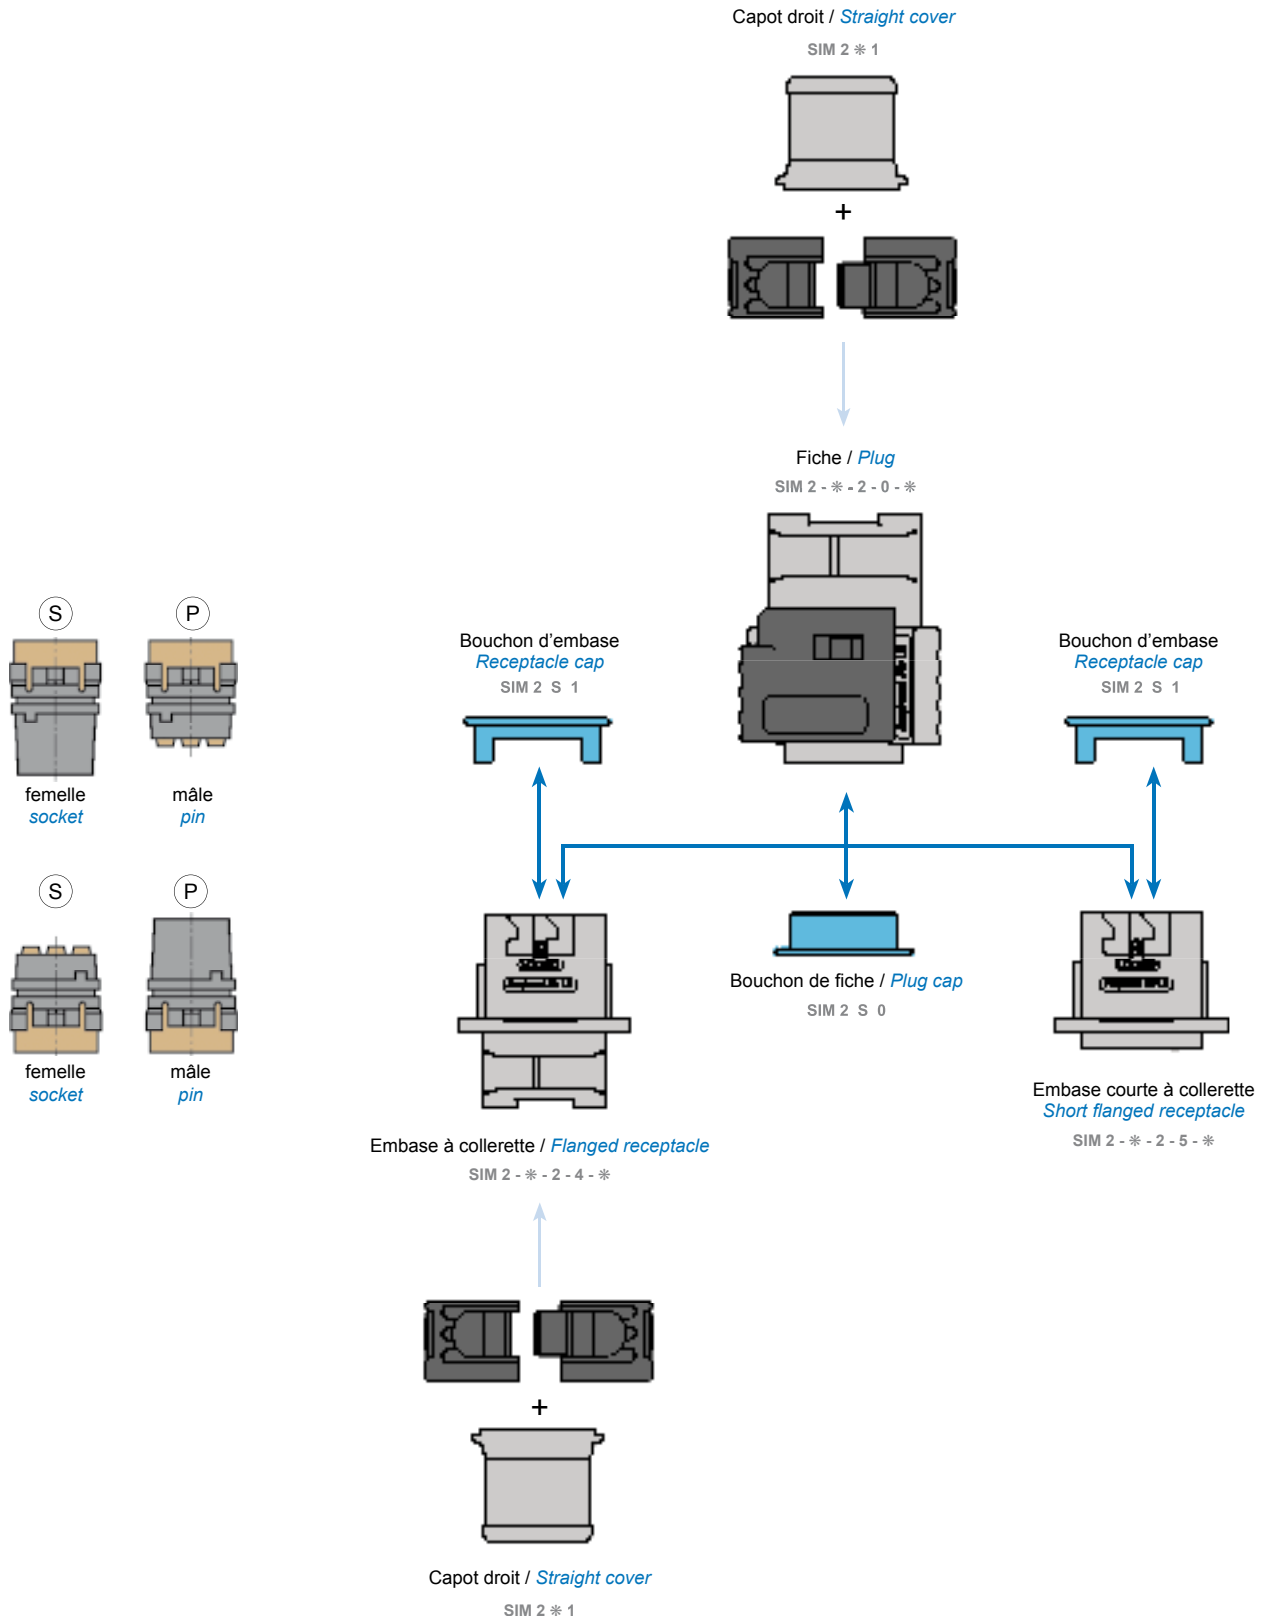 Capot droit / Straight cover
SIM 2 ✳ 1
+
Fiche / Plug
SIM 2 - ✳ - 2 - 0 - ✳
S
P
femelle
socket
mâle
pin
Bouchon d’embase
Receptacle cap
SIM 2 S 1
Bouchon d’embase
Receptacle cap
SIM 2 S 1
S
P
femelle
socket
mâle
pin
Bouchon de fiche / Plug cap
SIM 2 S 0
Embase courte à collerette
Short flanged receptacle
SIM 2 - ✳ - 2 - 5 - ✳
Embase à collerette / Flanged receptacle
SIM 2 - ✳ - 2 - 4 - ✳
+
Capot droit / Straight cover
SIM 2 ✳ 1